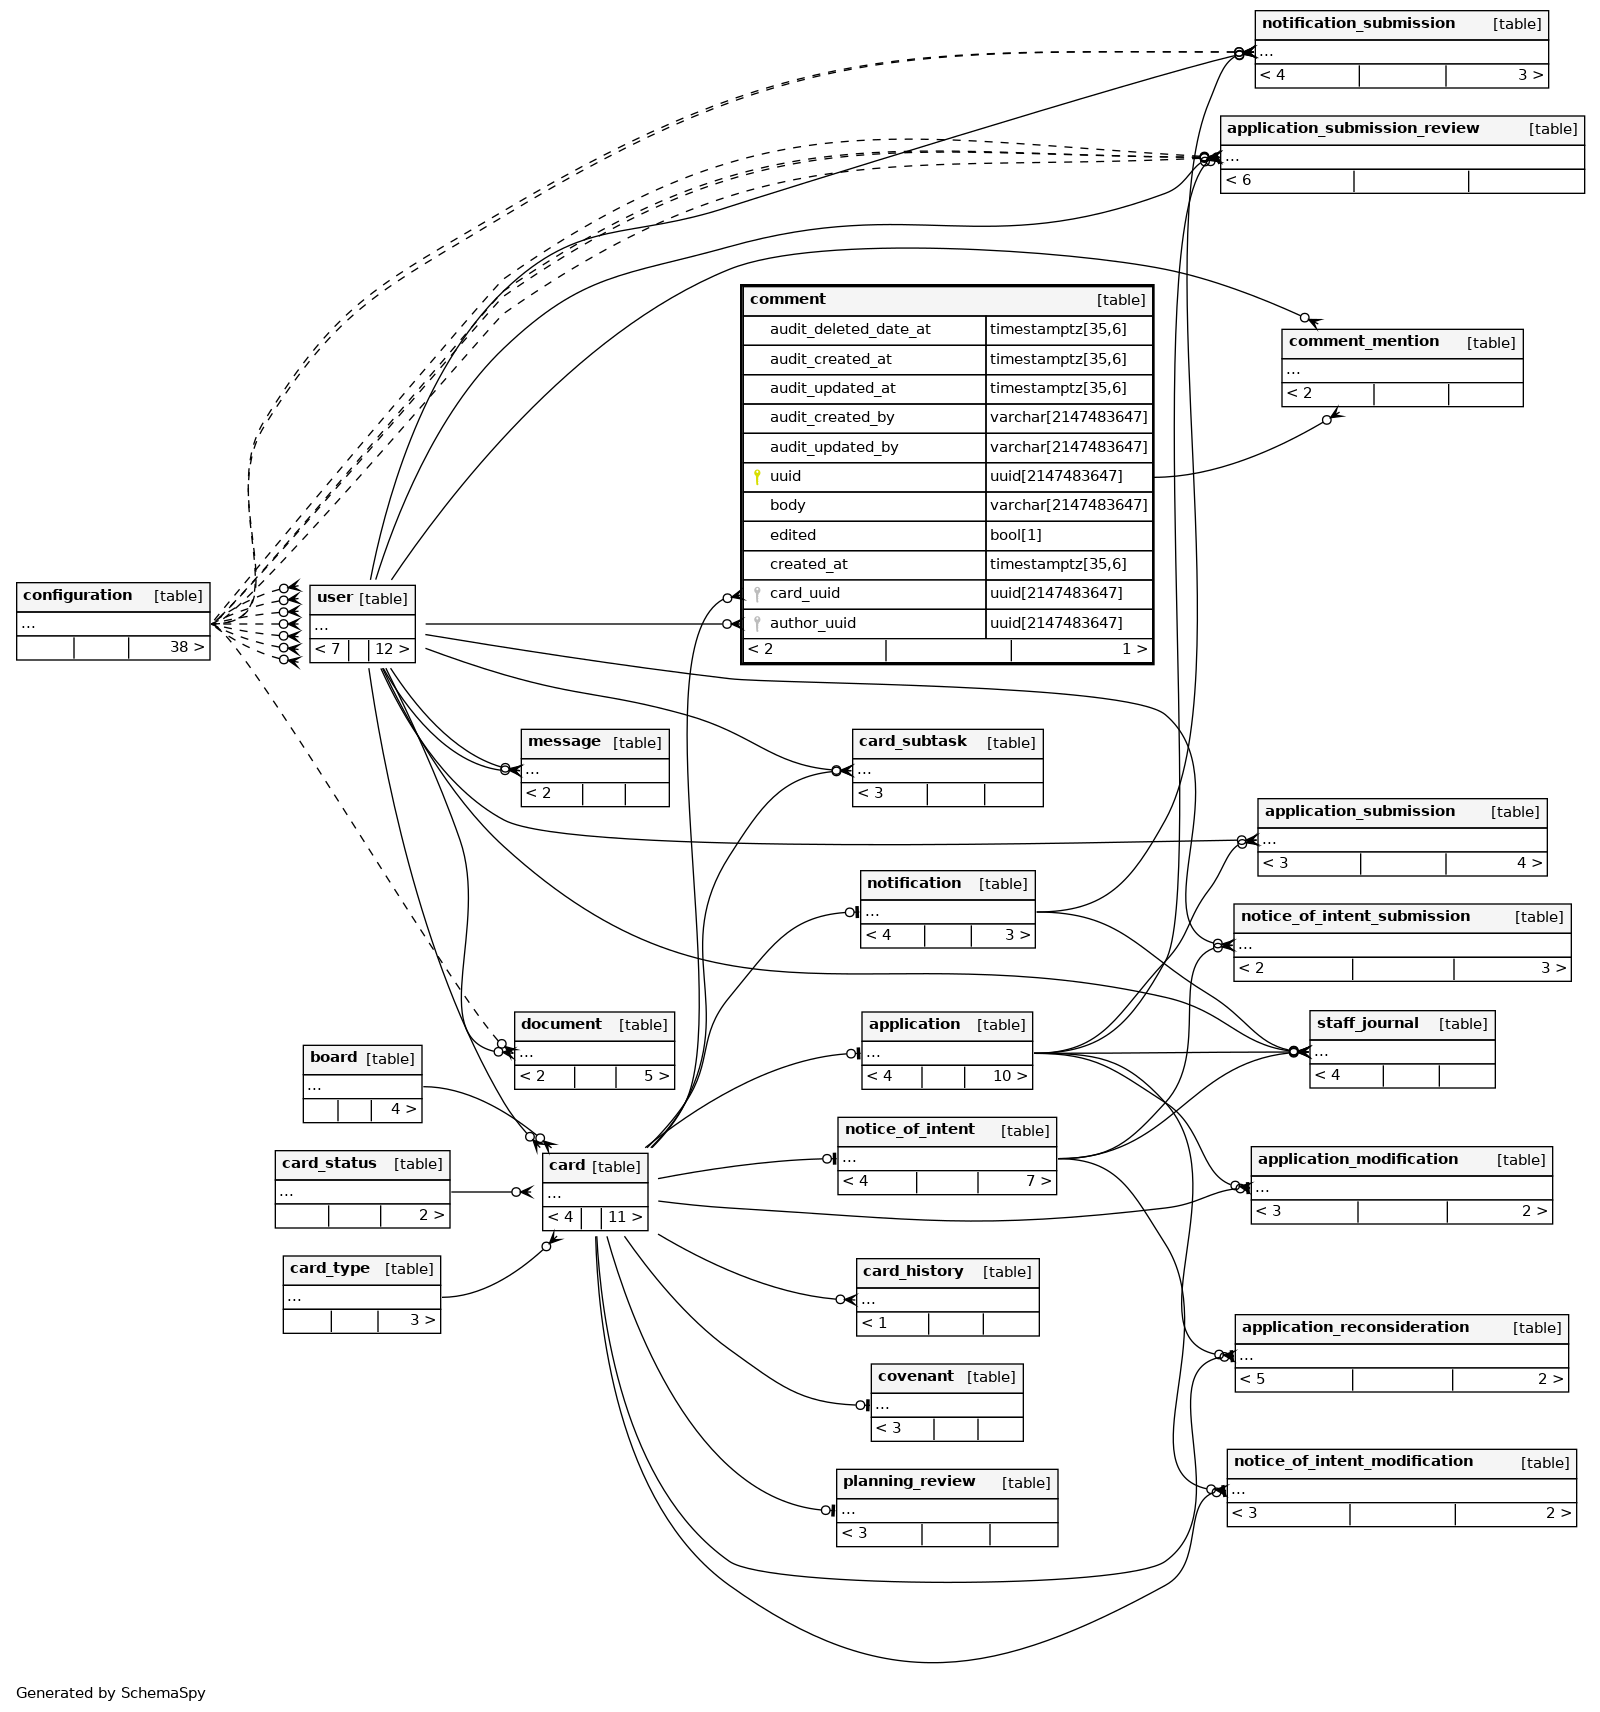 notification_submission [table]
...
< 4 3 >
application_submission_review [table]
...
< 6
comment [table]
audit_deleted_date_at timestamptz[35,6]
audit_created_at timestamptz[35,6]
audit_updated_at timestamptz[35,6]
audit_created_by varchar[2147483647]
audit_updated_by varchar[2147483647]
uuid uuid[2147483647]
body varchar[2147483647]
edited bool[1]
created_at timestamptz[35,6]
card_uuid uuid[2147483647]
author_uuid uuid[2147483647]
< 2 1 >
comment_mention [table]
...
< 2
configuration [table]
...
38 >
user [table]
...
< 7 12 >
message [table]
...
< 2
card_subtask [table]
...
< 3
application_submission [table]
...
< 3 4 >
notification [table]
...
< 4 3 >
notice_of_intent_submission [table]
...
< 2 3 >
document [table]
...
< 2 5 >
application [table]
...
< 4 10 >
staff_journal [table]
...
< 4
board [table]
...
4 >
notice_of_intent [table]
...
< 4 7 >
card_status [table]
...
2 >
card [table]
...
< 4 11 >
application_modification [table]
...
< 3 2 >
card_type [table]
...
3 >
card_history [table]
...
< 1
application_reconsideration [table]
...
< 5 2 >
covenant [table]
...
< 3
notice_of_intent_modification [table]
...
< 3 2 >
planning_review [table]
...
< 3
Generated by SchemaSpy